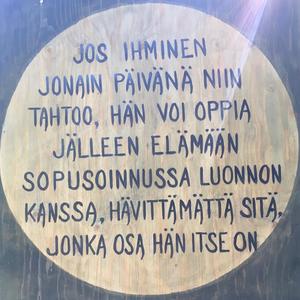 JOS IHMINEN
JONAIN PÄIVÄNÄ NIIN
TAHTOO, HÄN VOI OPPIA
JÄLLEEN ELÄMÄÄN
SOPUSOINNUSSA LUONNON
KANSSA, HÄVITTÄMÄTTÄ SITÄ,
JONKA OSA HÄN ITSE ON